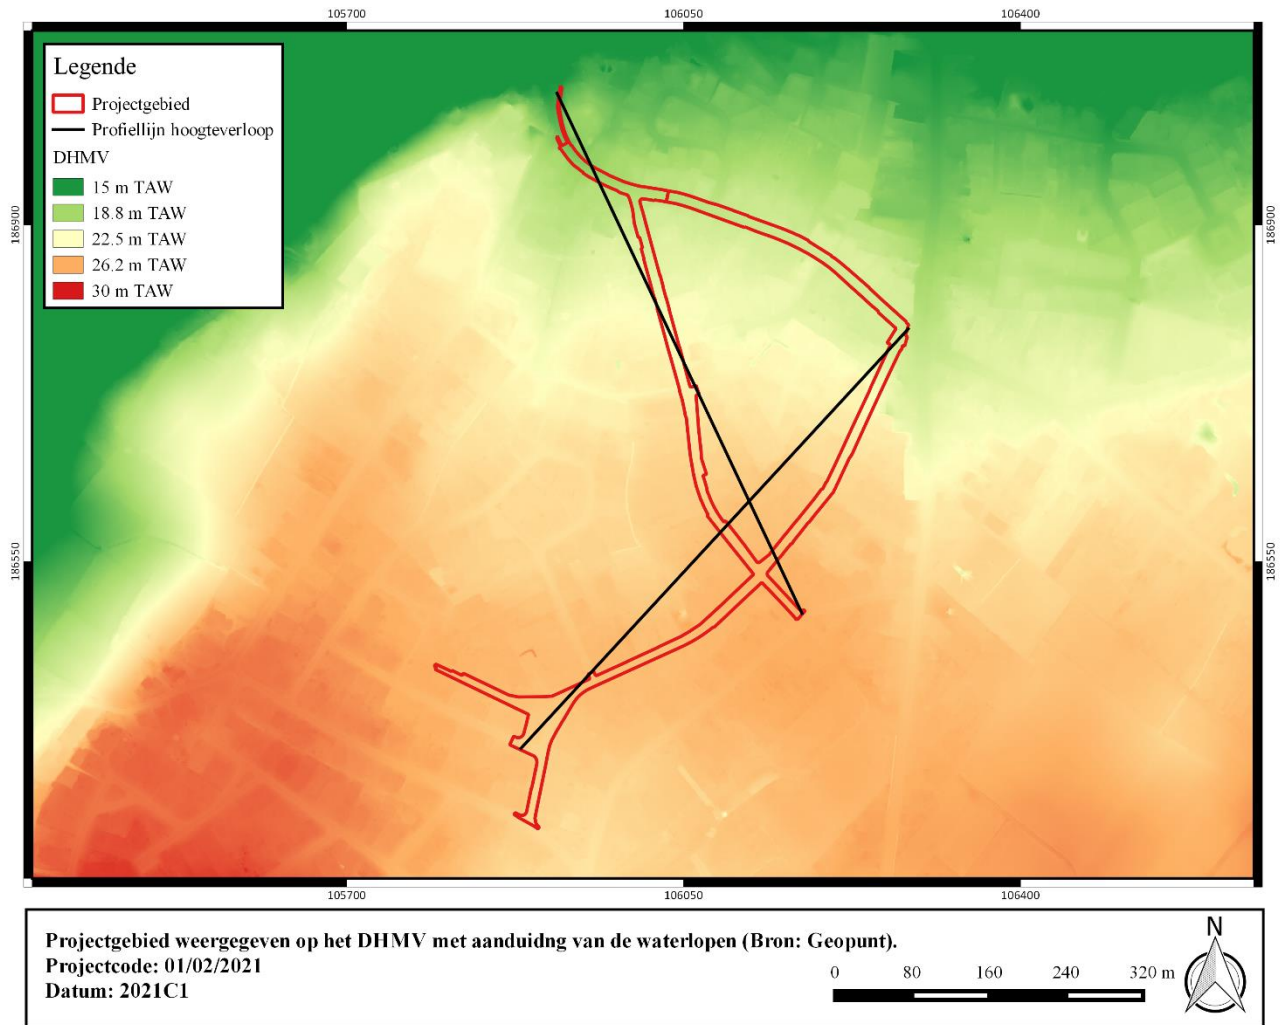 105700 106050 106400
Legende
Projectgebied
Profiellijn hoogteverloop
DHMV
15 m TAW
18.8 m TAW
22.5 m TAW
26.2 m TAW
30 m TAW
186900 186900
186550 186550
105700 106050 106400
Projectgebied weergegeven op het DHMV met aanduidng van de waterlopen (Bron: Geopunt).
Projectcode: 01/02/2021
Datum: 2021C1
0 80 160 240 320 m
N